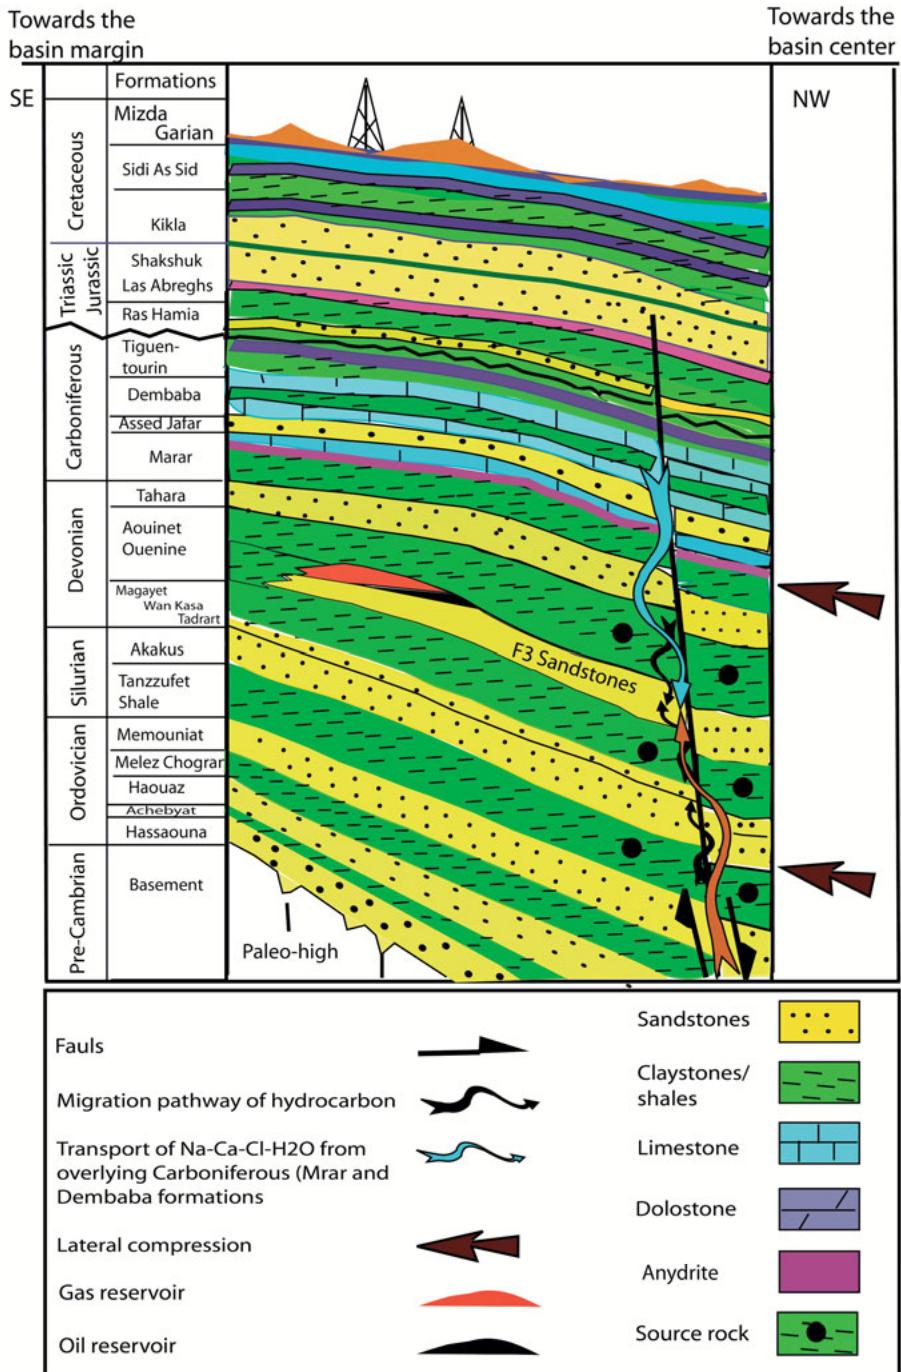 Towards the
basin margin
Towards the
basin center
SE
NW
Formations
Cretaceous
Mizda
Garian
Sidi As Sid
Kikla
Triassic
Jurassic
Shakshuk
Las Abreghs
Ras Hamia
Carboniferous
Tiguen-
tourin
Dembaba
Assed Jafar
Marar
Devonian
Tahara
Aouinet
Ouenine
Magayet
Wan Kasa
Tadrart
Silurian
Akakus
Tanzzufet
Shale
Ordovician
Memouniat
Melez Chogran
Haouaz
Achebyat
Hassaouna
Pre-Cambrian
Basement
F3 Sandstones
Paleo-high
Fauls
Migration pathway of hydrocarbon
Transport of Na-Ca-Cl-H2O from
overlying Carboniferous (Mrar and
Dembaba formations
Lateral compression
Gas reservoir
Oil reservoir
Sandstones
Claystones/
shales
Limestone
Dolostone
Anydrite
Source rock